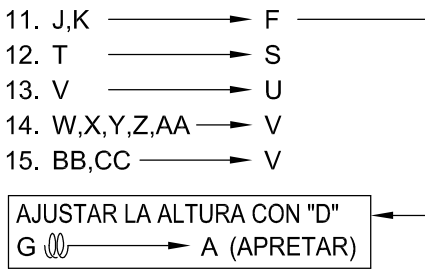 11. J,K F
12. T S
13. V U
14. W,X,Y,Z,AA V
15. BB,CC V
AJUSTAR LA ALTURA CON "D"
G A (APRETAR)